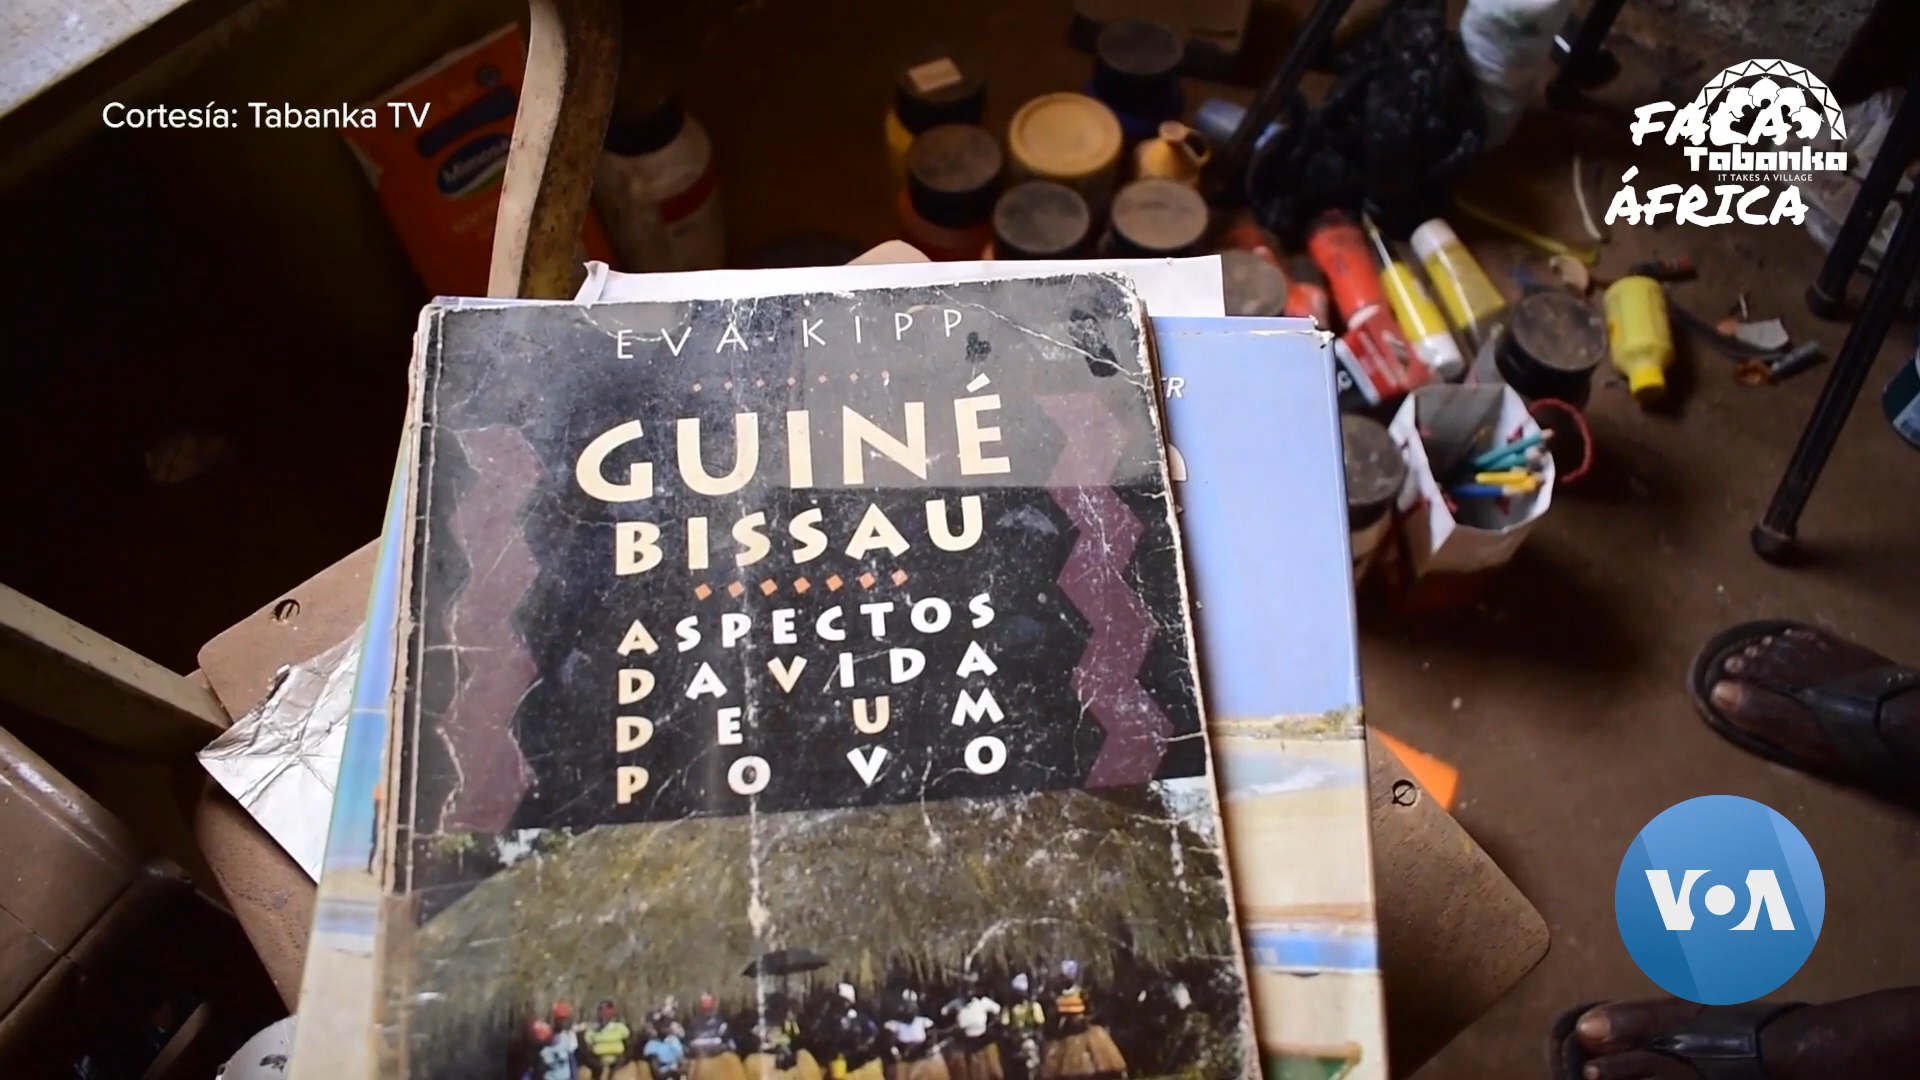 Cortesía: Tabanka TV
FALA
Tabanka
IT TAKES A VILLAGE
ÁFRICA
EVA KIPP
GUINÉ
BISSAU
ASPECTOS
DA VIDA
DE UM
POVO
VOA